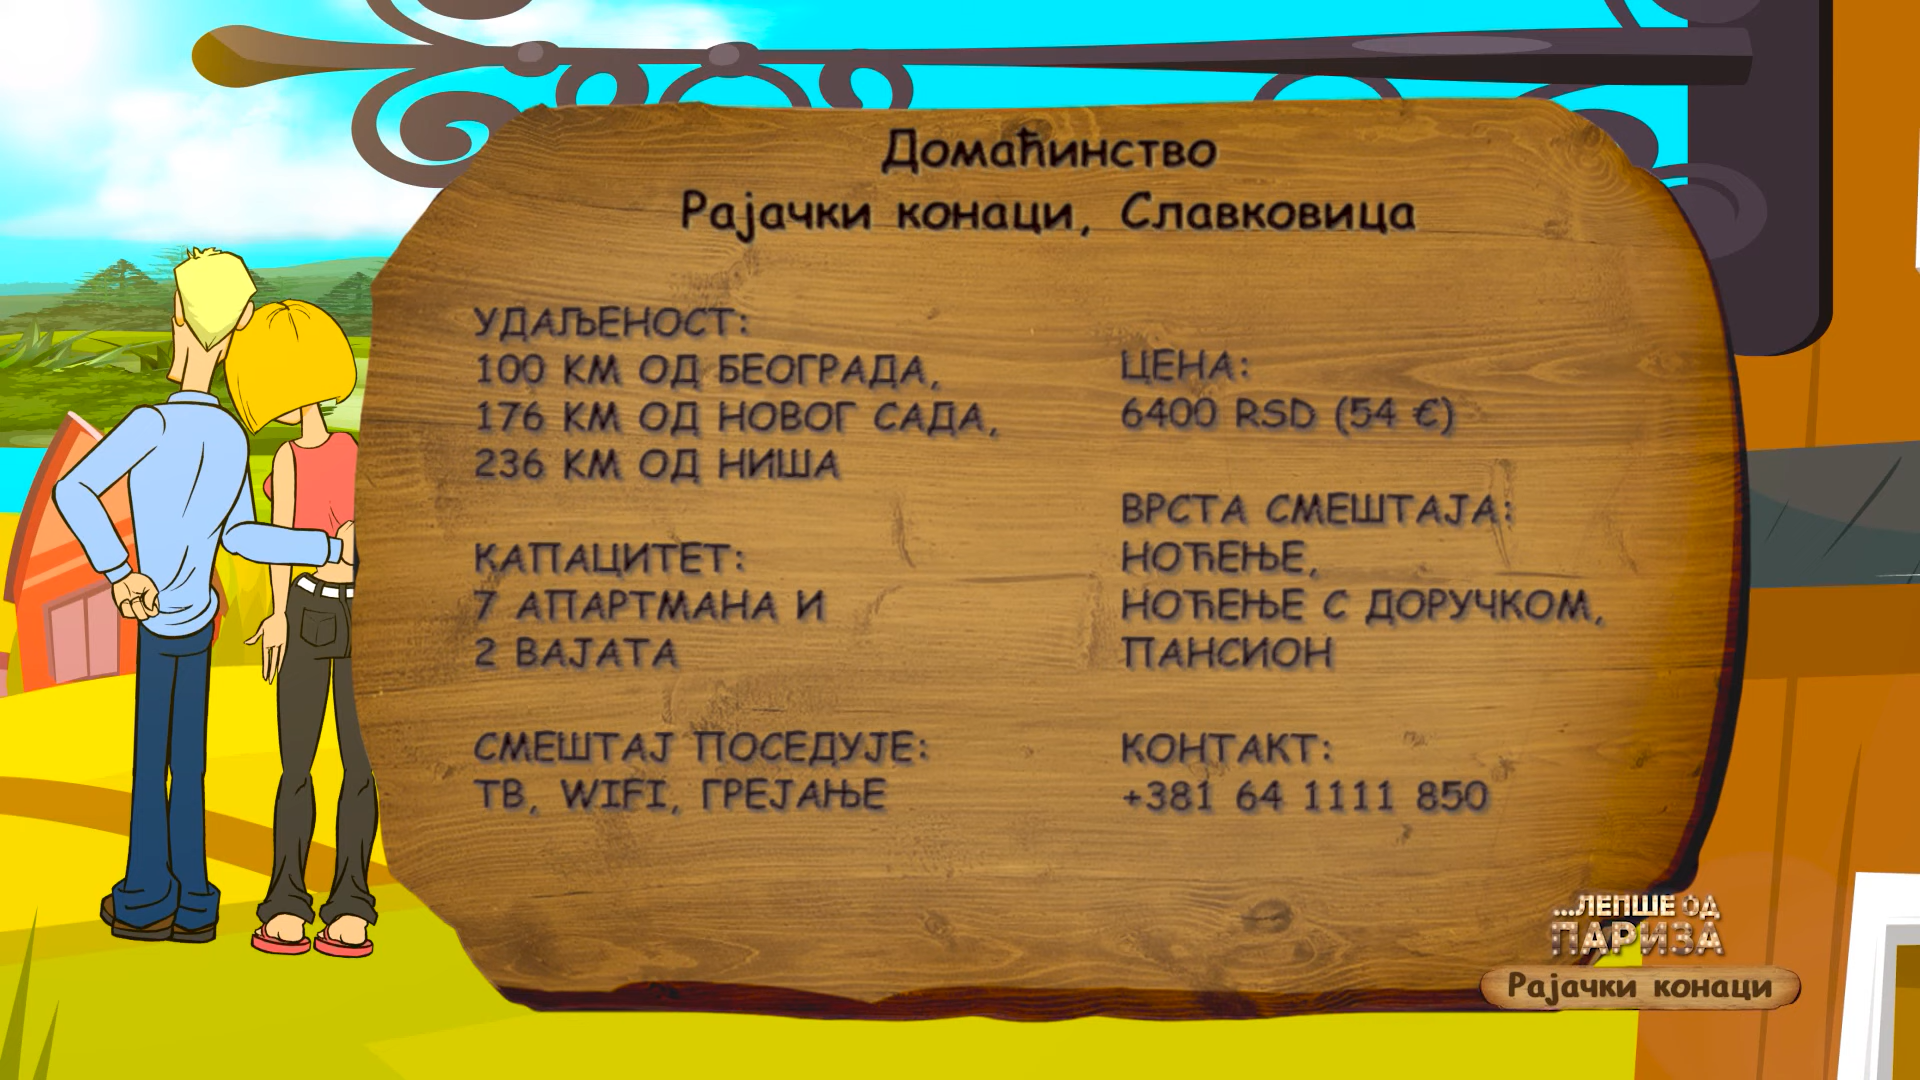 Домаћинство
Рајачки конаци, Славковица
УДАЉЕНОСТ:
100 КМ ОД БЕОГРАДА,
176 КМ ОД НОВОГ САДА,
236 КМ ОД НИША
КАПАЦИТЕТ:
7 АПАРТМАНА И
2 ВАЈАТА
СМЕШТАЈ ПОСЕДУЈЕ:
ТВ, WIFI, ГРЕЈАЊЕ
ЦЕНА:
6400 RSD (54 €)
ВРСТА СМЕШТАЈА:
НОЋЕЊЕ,
НОЋЕЊЕ С ДОРУЧКОМ,
ПАНСИОН
КОНТАКТ:
+381 64 1111 850
...ЛЕПШЕ ОД
ПАРИЗА
Рајачки конаци